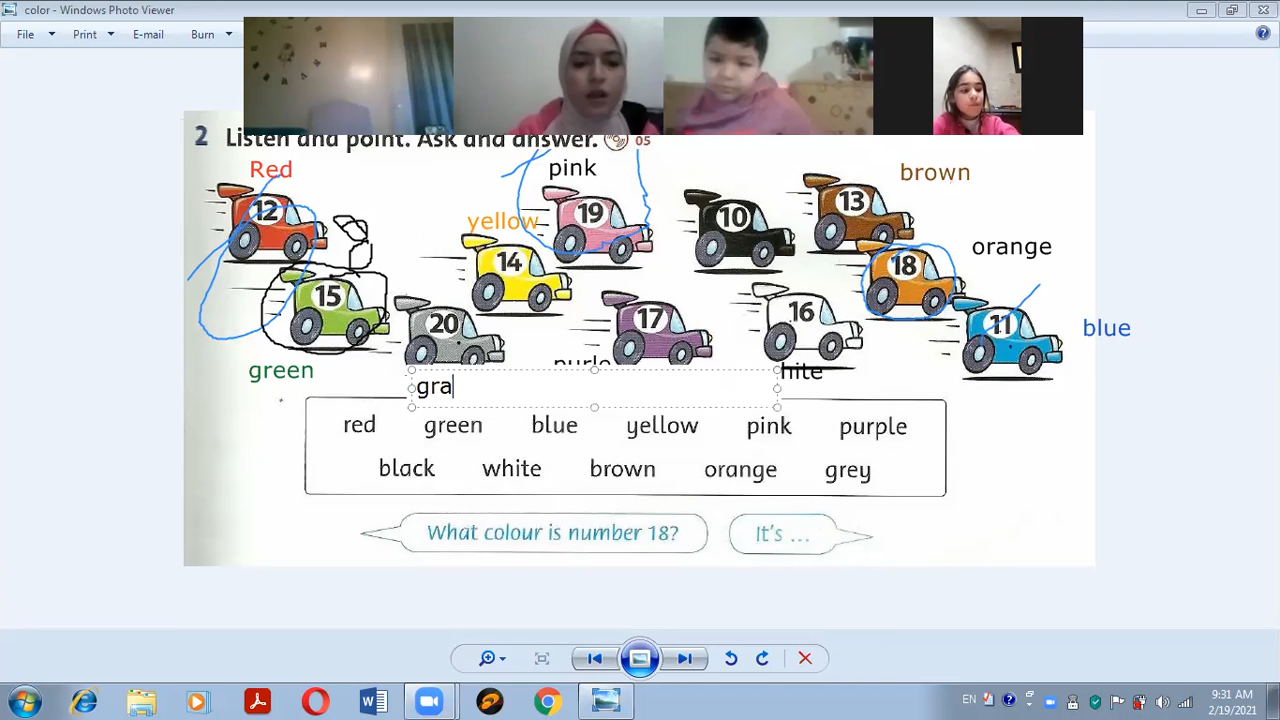 color - Windows Photo Viewer
File Print E-mail Burn
2 Listen and point. Ask and answer. 05
Red
pink
brown
12
19
10
13
yellow
orange
14
18
15
20
17
16
11
blue
green
hite
gra
red green blue yellow pink purple
black white brown orange grey
What colour is number 18? It's ...
EN 9:31 AM
2/19/2021